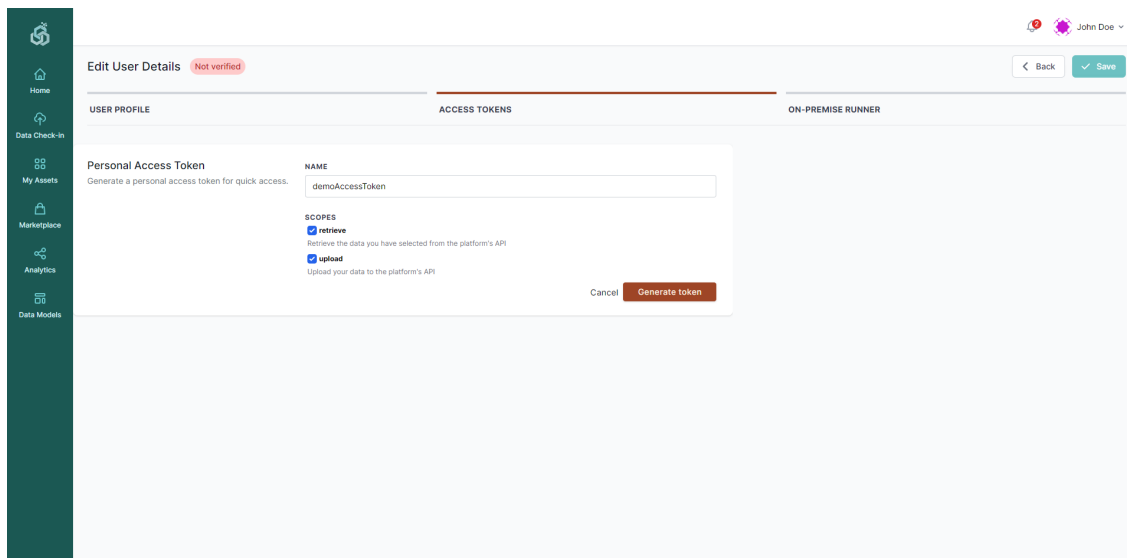 2
John Doe
Edit User Details
Not verified
Back
Save
Home
Data Check-in
My Assets
Marketplace
Analytics
Data Models
USER PROFILE
ACCESS TOKENS
ON-PREMISE RUNNER
Personal Access Token
Generate a personal access token for quick access.
NAME
demoAccessToken
SCOPES
retrieve
Retrieve the data you have selected from the platform's API
upload
Upload your data to the platform's API
Cancel
Generate token